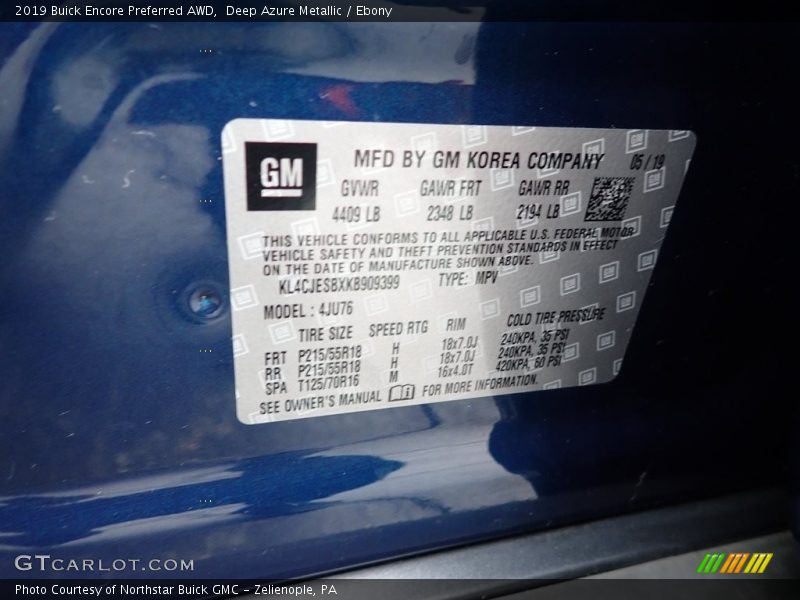 2019 Buick Encore Preferred AWD, Deep Azure Metallic / Ebony
GM
MFD BY GM KOREA COMPANY 05 / 19
GVWR GAWR FRT GAWR RR
4409 LB 2348 LB 2194 LB
THIS VEHICLE CONFORMS TO ALL APPLICABLE U.S. FEDERAL MOTOR
VEHICLE SAFETY AND THEFT PREVENTION STANDARDS IN EFFECT
ON THE DATE OF MANUFACTURE SHOWN ABOVE.
KL4CJESBXKB909399 TYPE: MPV
MODEL : 4JU76
TIRE SIZE SPEED RTG RIM COLD TIRE PRESSURE
FRT P215/55R18 H 18x7.0J 240KPA, 35 PSI
RR P215/55R18 H 18x7.0J 240KPA, 35 PSI
SPA T125/70R16 M 16x4.0T 420KPA, 60 PSI
SEE OWNER'S MANUAL FOR MORE INFORMATION.
GTCARLOT.COM
Photo Courtesy of Northstar Buick GMC - Zelienople, PA